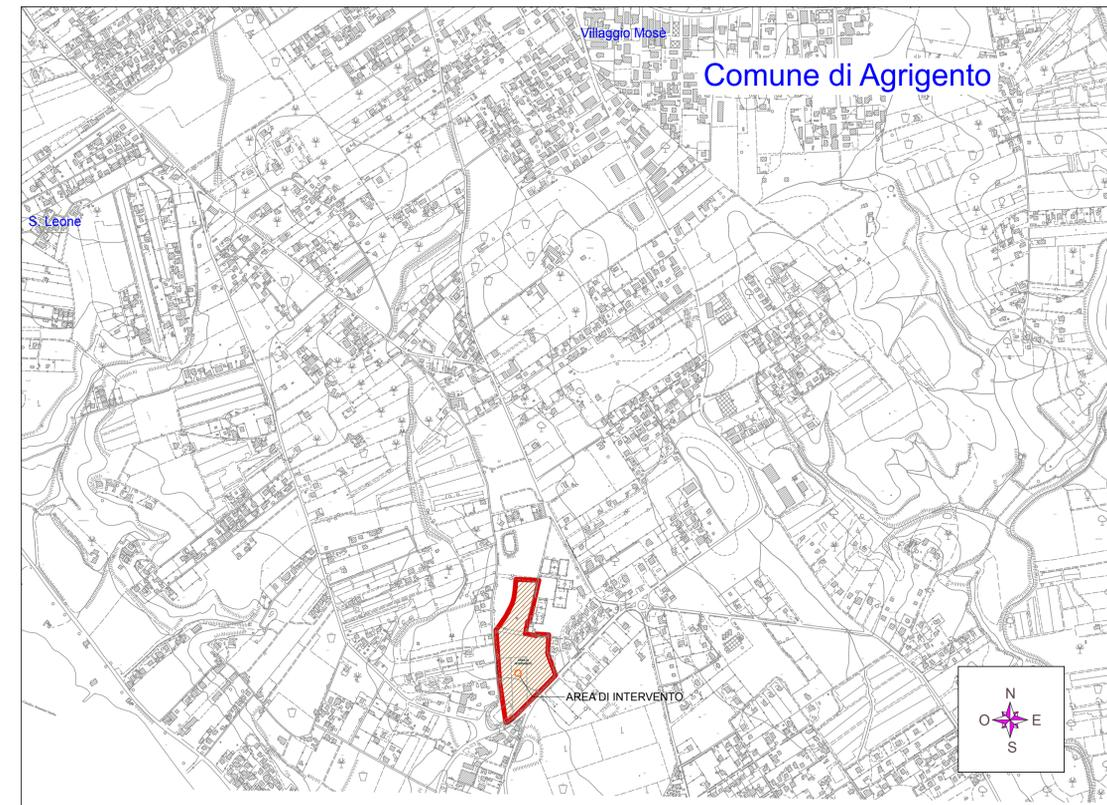 Villaggio Mosè
Comune di Agrigento
S. Leone
AREA DI INTERVENTO
N
O E
S